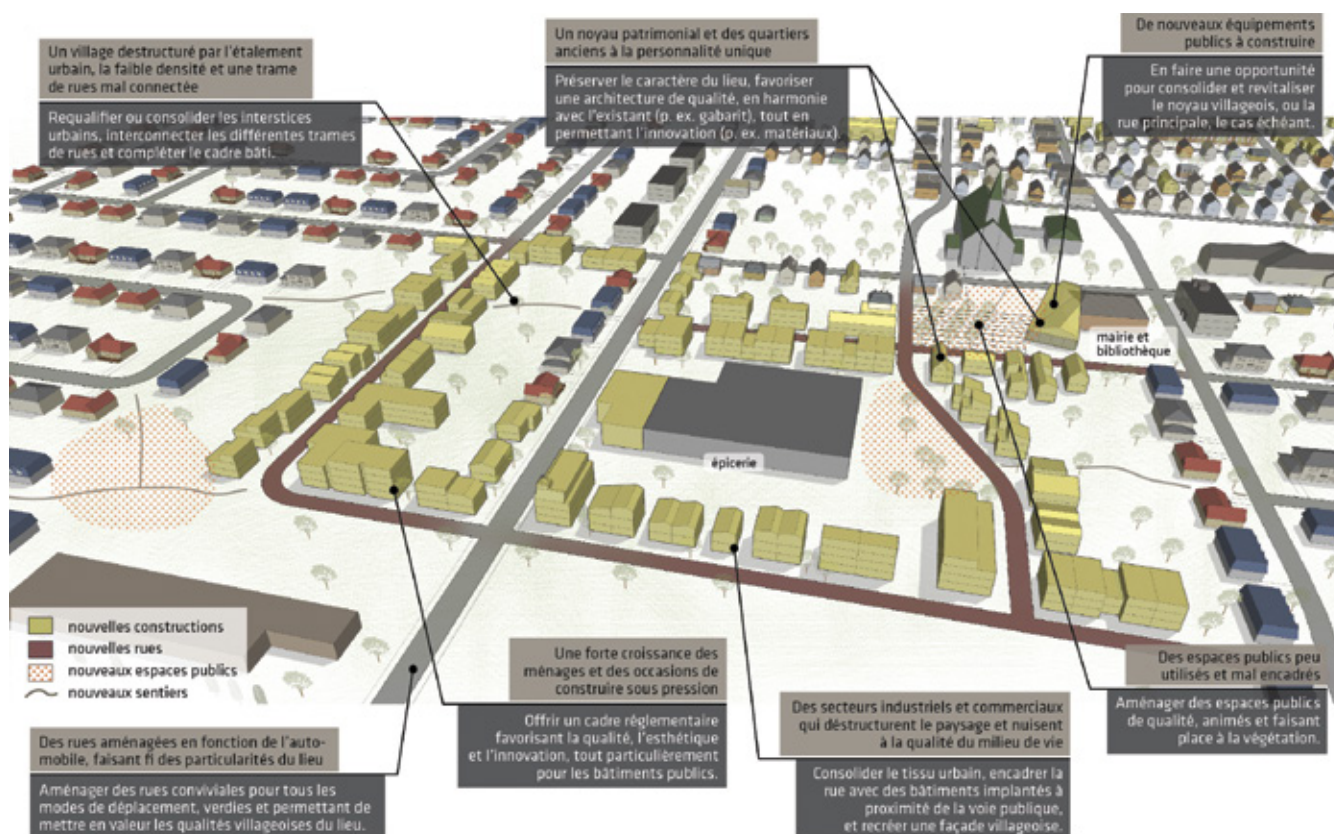 Un village destructuré par l'étalement
urbain, la faible densité et une trame
de rues mal connectée
Requalifier ou consolider les interstices
urbains, interconnecter les différentes trames
de rues et compléter le cadre bâti.
Un noyau patrimonial et des quartiers
anciens à la personnalité unique
Préserver le caractère du lieu, favoriser
une architecture de qualité, en harmonie
avec l'existant (p. ex. gabarit), tout en
permettant l'innovation (p. ex. matériaux).
De nouveaux équipements
publics à construire
En faire une opportunité
pour consolider et revitaliser
le noyau villageois, ou la
rue principale, le cas échéant.
mairie et
bibliothèque
épicerie
nouvelles constructions
nouvelles rues
nouveaux espaces publics
nouveaux sentiers
Des rues aménagées en fonction de l'auto-
mobile, faisant fi des particularités du lieu
Aménager des rues conviviales pour tous les
modes de déplacement, verdies et permettant de
mettre en valeur les qualités villageoises du lieu.
Une forte croissance des
ménages et des occasions de
construire sous pression
Offrir un cadre réglementaire
favorisant la qualité, l'esthétique
et l'innovation, tout particulièrement
pour les bâtiments publics.
Des secteurs industriels et commerciaux
qui déstructurent le paysage et nuisent
à la qualité du milieu de vie
Consolider le tissu urbain, encadrer la
rue avec des bâtiments implantés à
proximité de la voie publique,
et recréer une façade villageoise.
Des espaces publics peu
utilisés et mal encadrés
Aménager des espaces publics
de qualité, animés et faisant
place à la végétation.